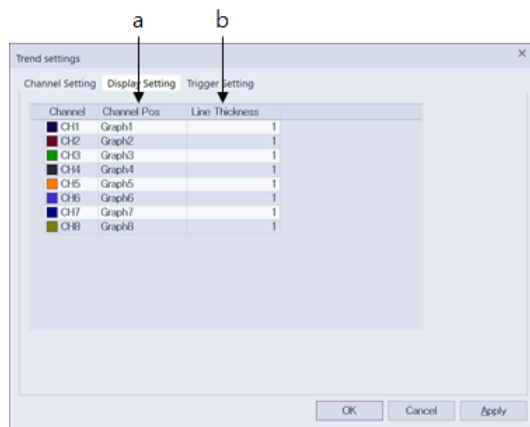 a b
Trend settings ×
Channel Setting Display Setting Trigger Setting
Channel Channel Pos Line Thickness
CH1 Graph1 1
CH2 Graph2 1
CH3 Graph3 1
CH4 Graph4 1
CH5 Graph5 1
CH6 Graph6 1
CH7 Graph7 1
CH8 Graph8 1
OK Cancel Apply